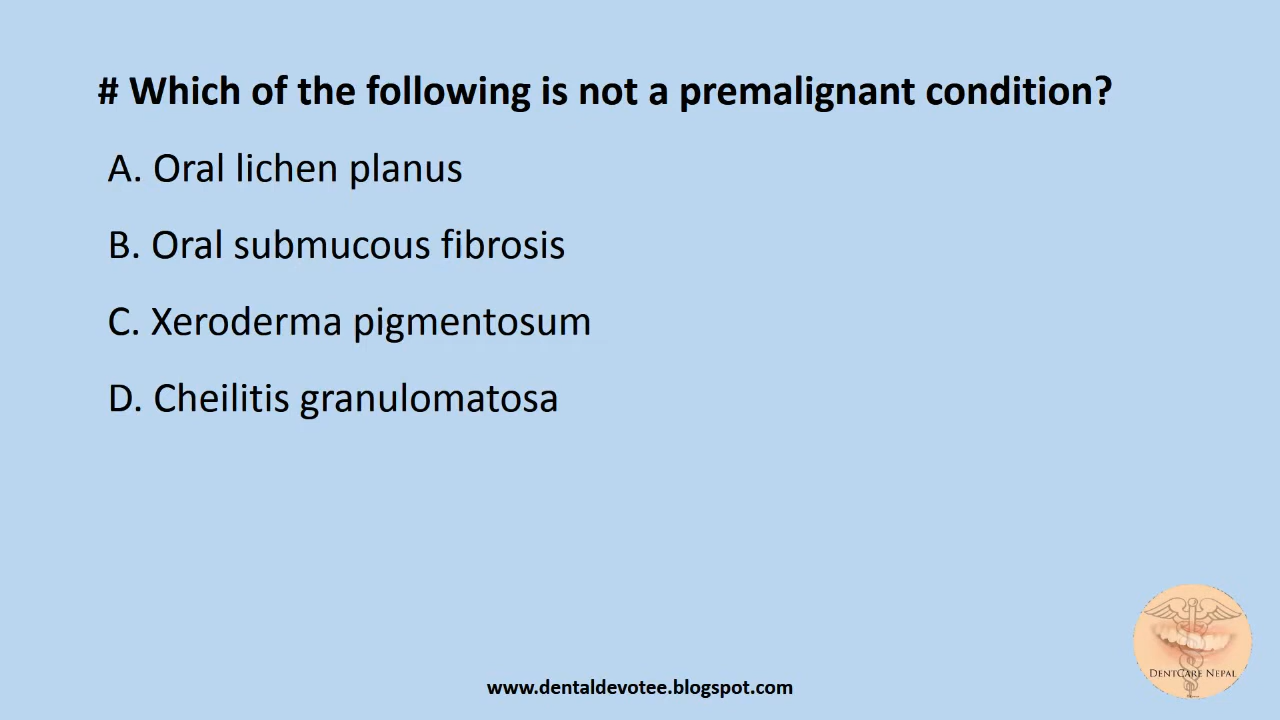 # Which of the following is not a premalignant condition?
A. Oral lichen planus
B. Oral submucous fibrosis
C. Xeroderma pigmentosum
D. Cheilitis granulomatosa
DentCare Nepal
www.dentaldevotee.blogspot.com